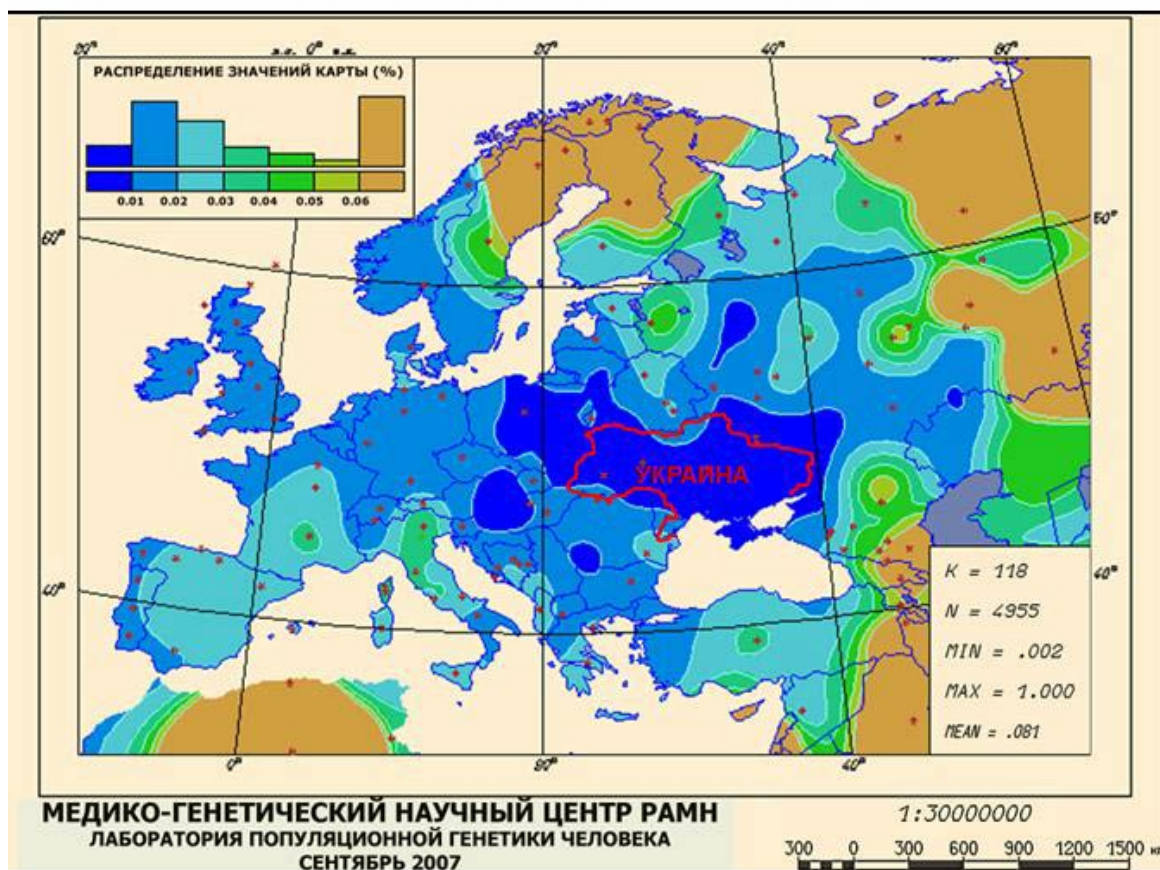 20° з.д. 0° в.д. 20° 40° 60°
РАСПРЕДЕЛЕНИЕ ЗНАЧЕНИЙ КАРТЫ (%)
0.01 0.02 0.03 0.04 0.05 0.06
60°
50°
УКРАИНА
40°
40°
K = 118
N = 4955
MIN = .002
MAX = 1.000
MEAN = .081
0° 20° 40°
МЕДИКО-ГЕНЕТИЧЕСКИЙ НАУЧНЫЙ ЦЕНТР РАМН
ЛАБОРАТОРИЯ ПОПУЛЯЦИОННОЙ ГЕНЕТИКИ ЧЕЛОВЕКА
СЕНТЯБРЬ 2007
1:30000000
300 0 300 600 900 1200 1500 км